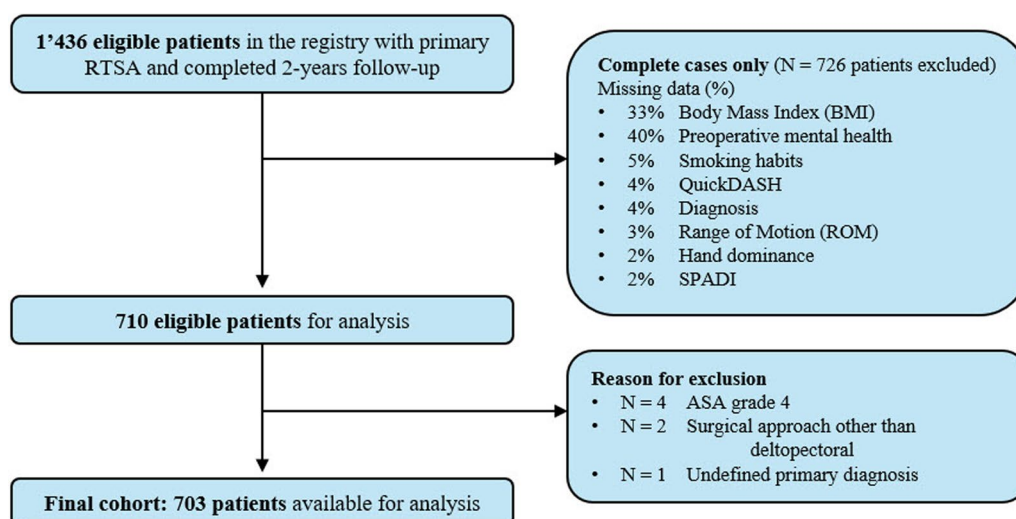 1'436 eligible patients in the registry with primary
RTSA and completed 2-years follow-up
Complete cases only (N = 726 patients excluded)
Missing data (%)
• 33% Body Mass Index (BMI)
• 40% Preoperative mental health
• 5% Smoking habits
• 4% QuickDASH
• 4% Diagnosis
• 3% Range of Motion (ROM)
• 2% Hand dominance
• 2% SPADI
710 eligible patients for analysis
Reason for exclusion
• N = 4 ASA grade 4
• N = 2 Surgical approach other than
deltopectoral
• N = 1 Undefined primary diagnosis
Final cohort: 703 patients available for analysis